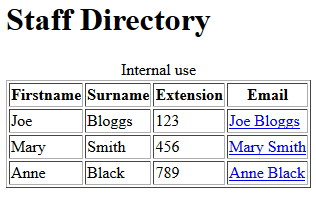 Staff Directory
Internal use
Firstname Surname Extension Email
Joe Bloggs 123 Joe Bloggs
Mary Smith 456 Mary Smith
Anne Black 789 Anne Black